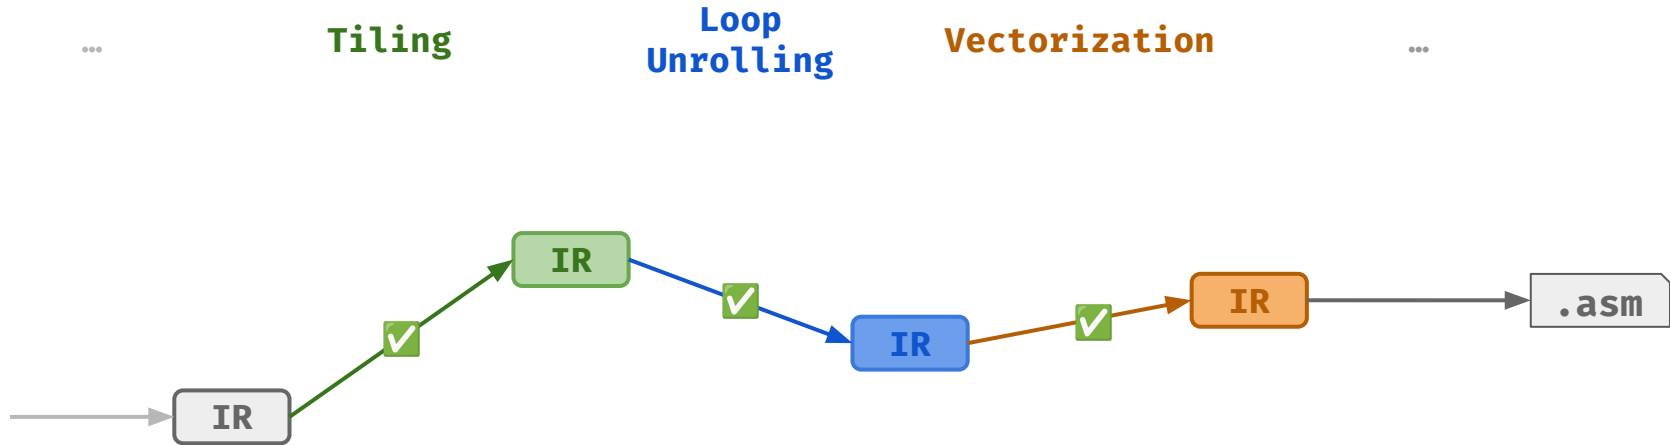 …
Tiling
Loop
Unrolling
Vectorization
…
IR
IR
IR
IR
.asm